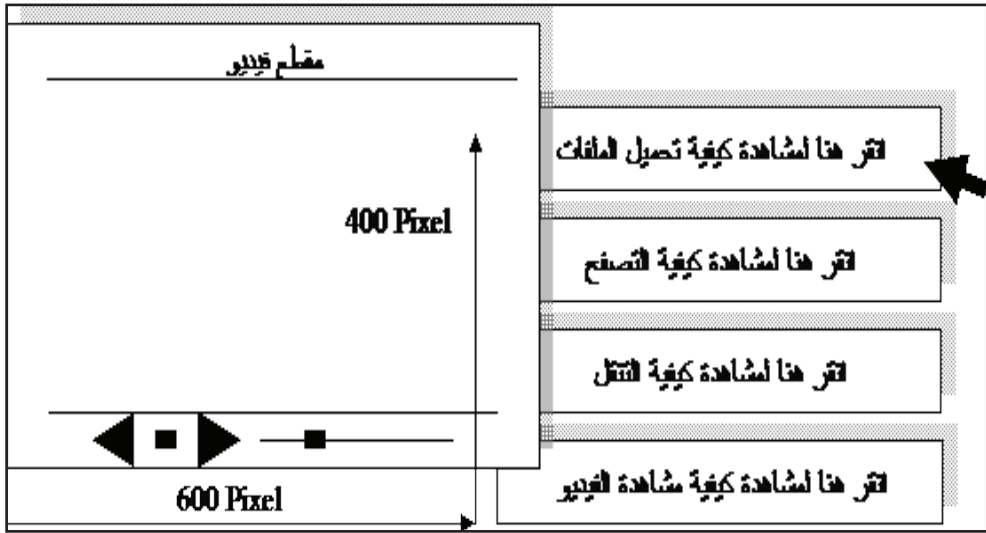 مقطع فيديو
400 Pixel
600 Pixel
انقر هنا لمشاهدة كيفية تحميل الملفات
انقر هنا لمشاهدة كيفية التصفح
انقر هنا لمشاهدة كيفية التنقل
انقر هنا لمشاهدة كيفية مشاهدة الفيديو